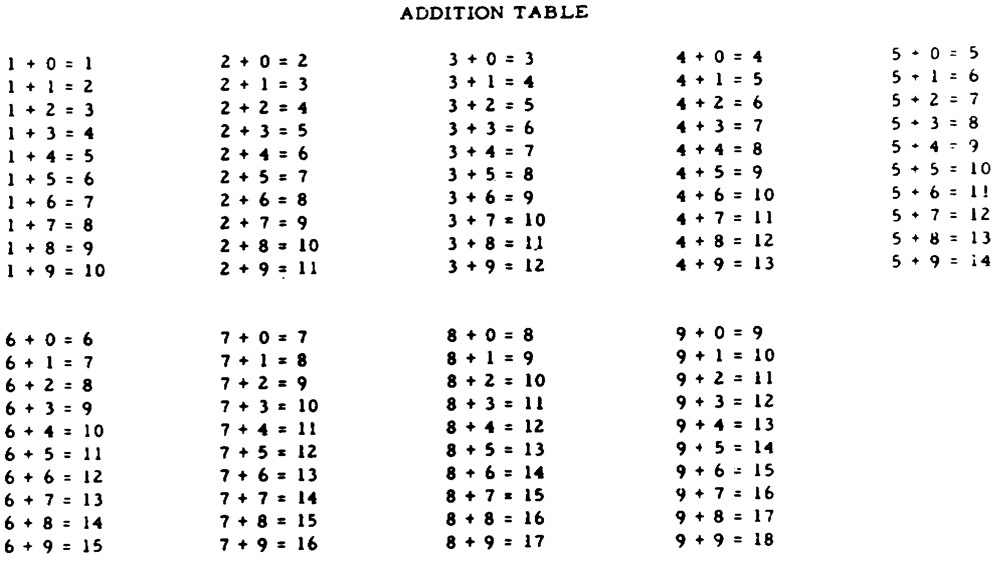 ADDITION TABLE
1 + 0 = 1
1 + 1 = 2
1 + 2 = 3
1 + 3 = 4
1 + 4 = 5
1 + 5 = 6
1 + 6 = 7
1 + 7 = 8
1 + 8 = 9
1 + 9 = 10
2 + 0 = 2
2 + 1 = 3
2 + 2 = 4
2 + 3 = 5
2 + 4 = 6
2 + 5 = 7
2 + 6 = 8
2 + 7 = 9
2 + 8 = 10
2 + 9 = 11
3 + 0 = 3
3 + 1 = 4
3 + 2 = 5
3 + 3 = 6
3 + 4 = 7
3 + 5 = 8
3 + 6 = 9
3 + 7 = 10
3 + 8 = 11
3 + 9 = 12
4 + 0 = 4
4 + 1 = 5
4 + 2 = 6
4 + 3 = 7
4 + 4 = 8
4 + 5 = 9
4 + 6 = 10
4 + 7 = 11
4 + 8 = 12
4 + 9 = 13
5 + 0 = 5
5 + 1 = 6
5 + 2 = 7
5 + 3 = 8
5 + 4 = 9
5 + 5 = 10
5 + 6 = 11
5 + 7 = 12
5 + 8 = 13
5 + 9 = 14
6 + 0 = 6
6 + 1 = 7
6 + 2 = 8
6 + 3 = 9
6 + 4 = 10
6 + 5 = 11
6 + 6 = 12
6 + 7 = 13
6 + 8 = 14
6 + 9 = 15
7 + 0 = 7
7 + 1 = 8
7 + 2 = 9
7 + 3 = 10
7 + 4 = 11
7 + 5 = 12
7 + 6 = 13
7 + 7 = 14
7 + 8 = 15
7 + 9 = 16
8 + 0 = 8
8 + 1 = 9
8 + 2 = 10
8 + 3 = 11
8 + 4 = 12
8 + 5 = 13
8 + 6 = 14
8 + 7 = 15
8 + 8 = 16
8 + 9 = 17
9 + 0 = 9
9 + 1 = 10
9 + 2 = 11
9 + 3 = 12
9 + 4 = 13
9 + 5 = 14
9 + 6 = 15
9 + 7 = 16
9 + 8 = 17
9 + 9 = 18